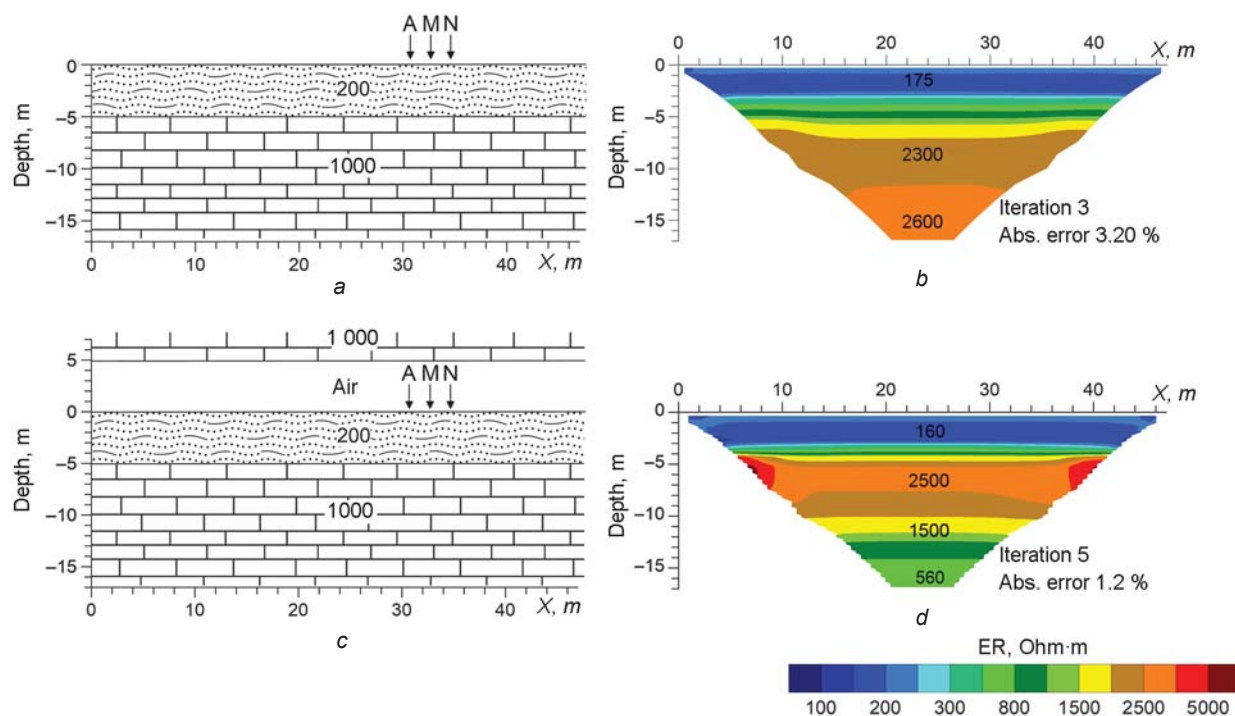 A M N
0
200
−5
1000
−10
−15
Depth, m
0 10 20 30 40 X, m
a
0 10 20 30 40 X, m
0
175
−5
2300
−10
−15
2600
Depth, m
Iteration 3
Abs. error 3.20 %
b
1 000
5
A M N
Air
0
200
−5
1000
−10
−15
Depth, m
0 10 20 30 40 X, m
c
0 10 20 30 40 X, m
0
160
−5
2500
−10
1500
−15
560
Depth, m
Iteration 5
Abs. error 1.2 %
d
ER, Ohm·m
100 200 300 800 1500 2500 5000